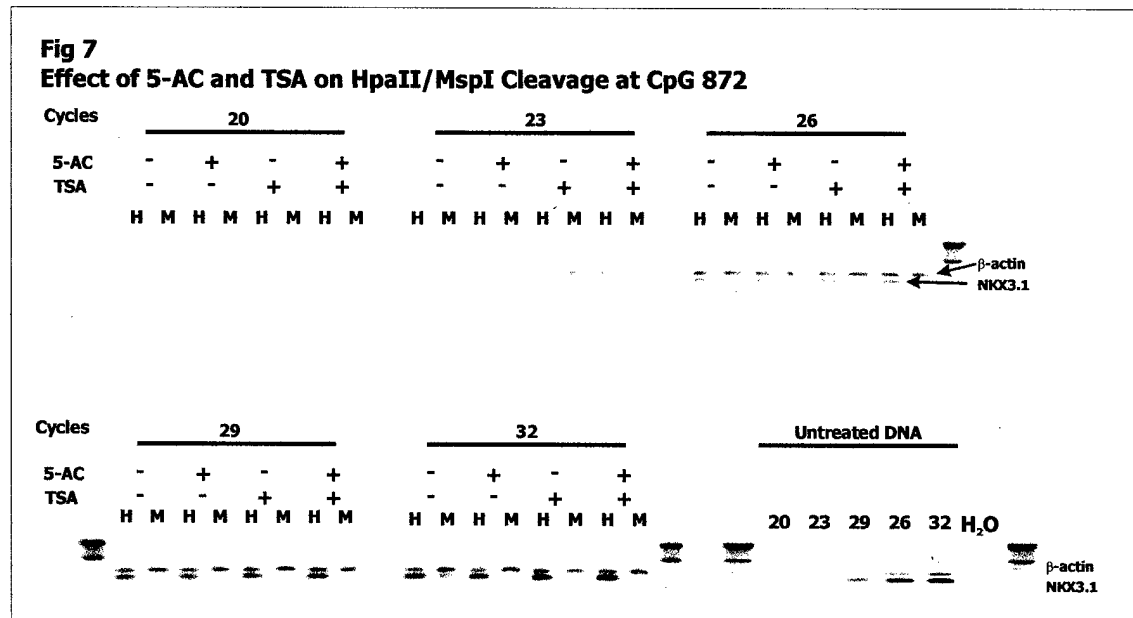 Fig 7
Effect of 5-AC and TSA on HpaII/MspI Cleavage at CpG 872
Cycles 20 23 26
5-AC - + - + - + - + - + - +
TSA - - + + - - + + - - + +
H M H M H M H M H M H M H M H M H M H M H M H M
β-actin
NKX3.1
Cycles 29 32 Untreated DNA
5-AC - + - + - + - +
TSA - - + + - - + +
H M H M H M H M H M H M H M H M 20 23 29 26 32 H₂O
β-actin
NKX3.1